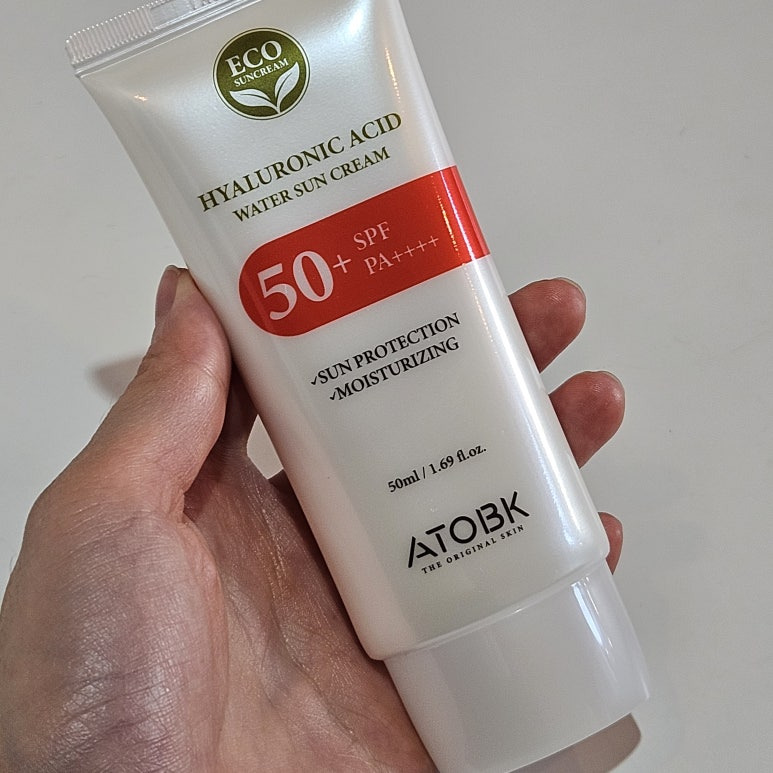 ECO
SUNCREAM
HYALURONIC ACID
WATER SUN CREAM
50+ SPF
PA++++
✓SUN PROTECTION
✓MOISTURIZING
50ml / 1.69 fl.oz.
ATOBK
THE ORIGINAL SKIN